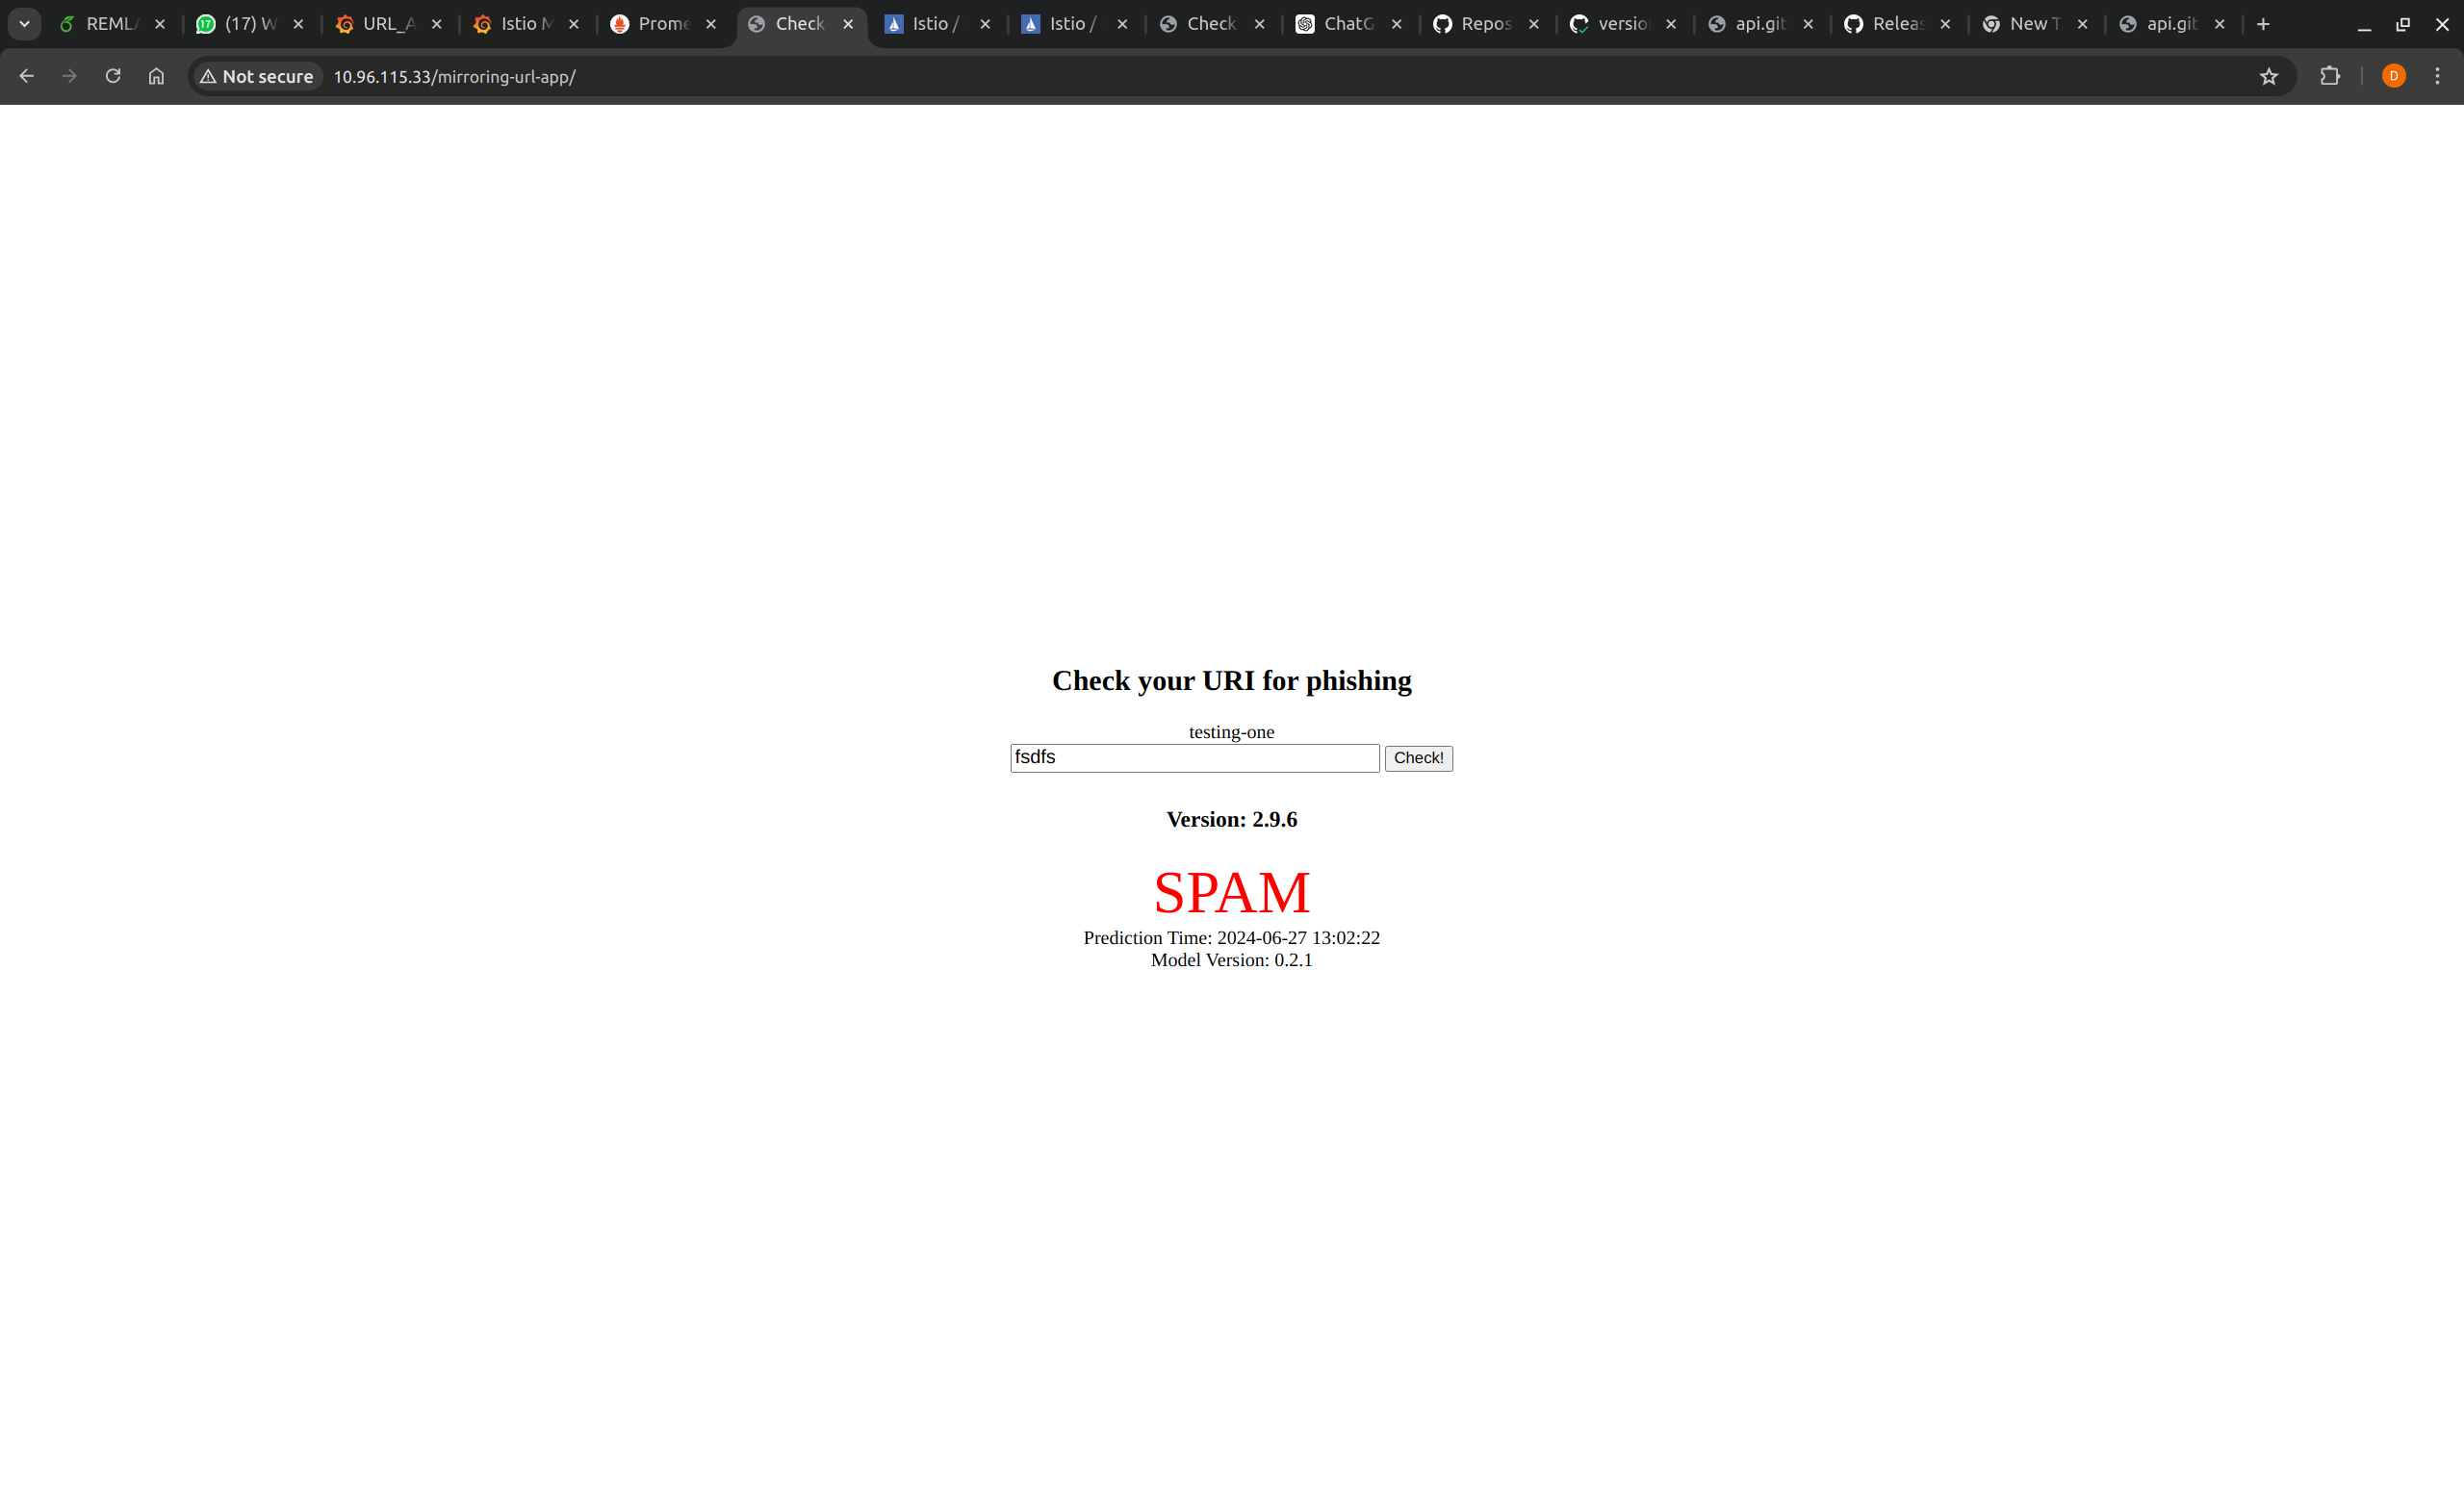 REML
(17) W
URL_A
Istio M
Prome
Check
Istio /
Istio /
Check
ChatG
Repos
versio
api.git
Releas
New T
api.git
Not secure
10.96.115.33/mirroring-url-app/
D
Check your URI for phishing
testing-one
fsdfs
Check!
Version: 2.9.6
SPAM
Prediction Time: 2024-06-27 13:02:22
Model Version: 0.2.1